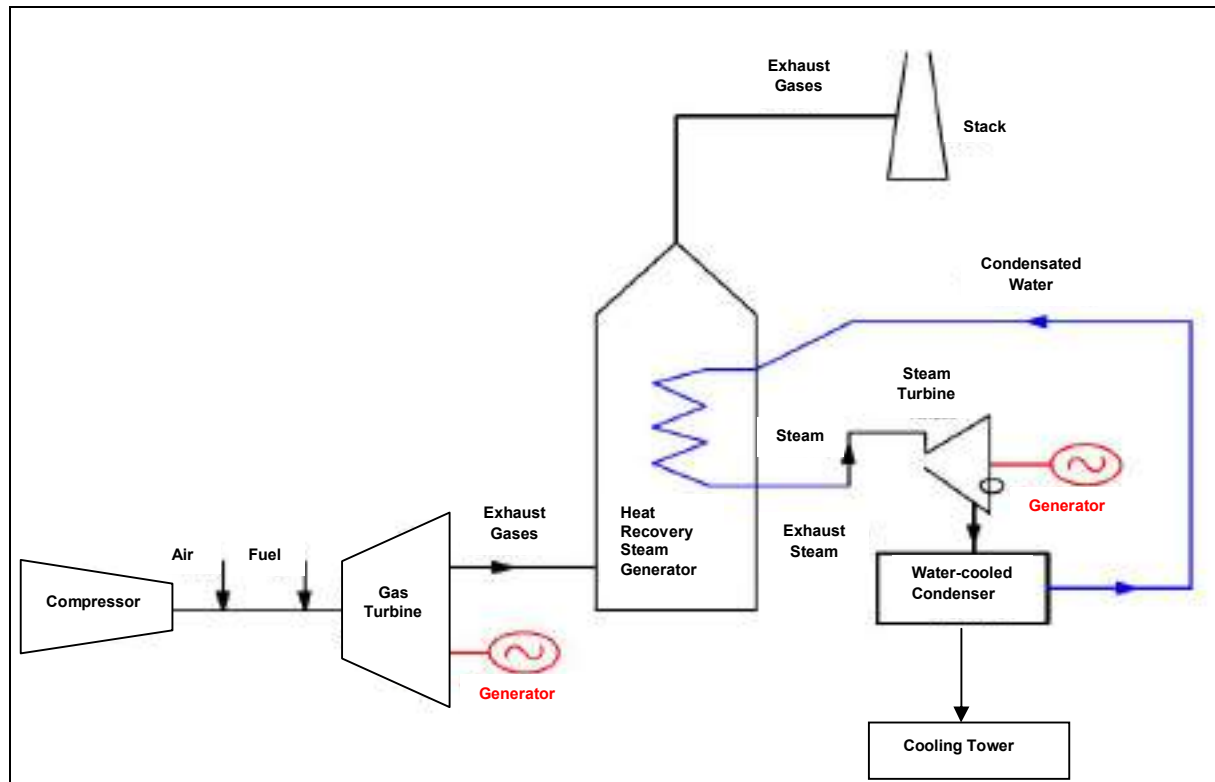 Exhaust
Gases
Stack
Condensated
Water
Steam
Turbine
Steam
Generator
Exhaust
Steam
Exhaust
Gases
Heat
Recovery
Steam
Generator
Air
Fuel
Compressor
Gas
Turbine
Water-cooled
Condenser
Generator
Cooling Tower